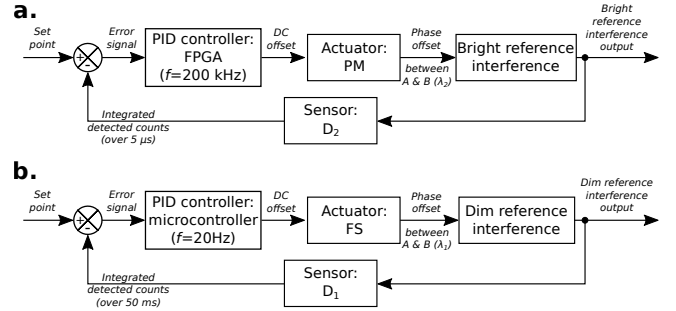 a.
Set
point
+
-
Error
signal
PID controller:
FPGA
(f=200 kHz)
DC
offset
Actuator:
PM
Phase
offset
between
A & B (λ2)
Bright reference
interference
Bright
reference
interference
output
Sensor:
D2
Integrated
detected counts
(over 5 μs)
b.
Set
point
+
-
Error
signal
PID controller:
microcontroller
(f=20Hz)
DC
offset
Actuator:
FS
Phase
offset
between
A & B (λ1)
Dim reference
interference
Dim reference
interference
output
Sensor:
D1
Integrated
detected counts
(over 50 ms)